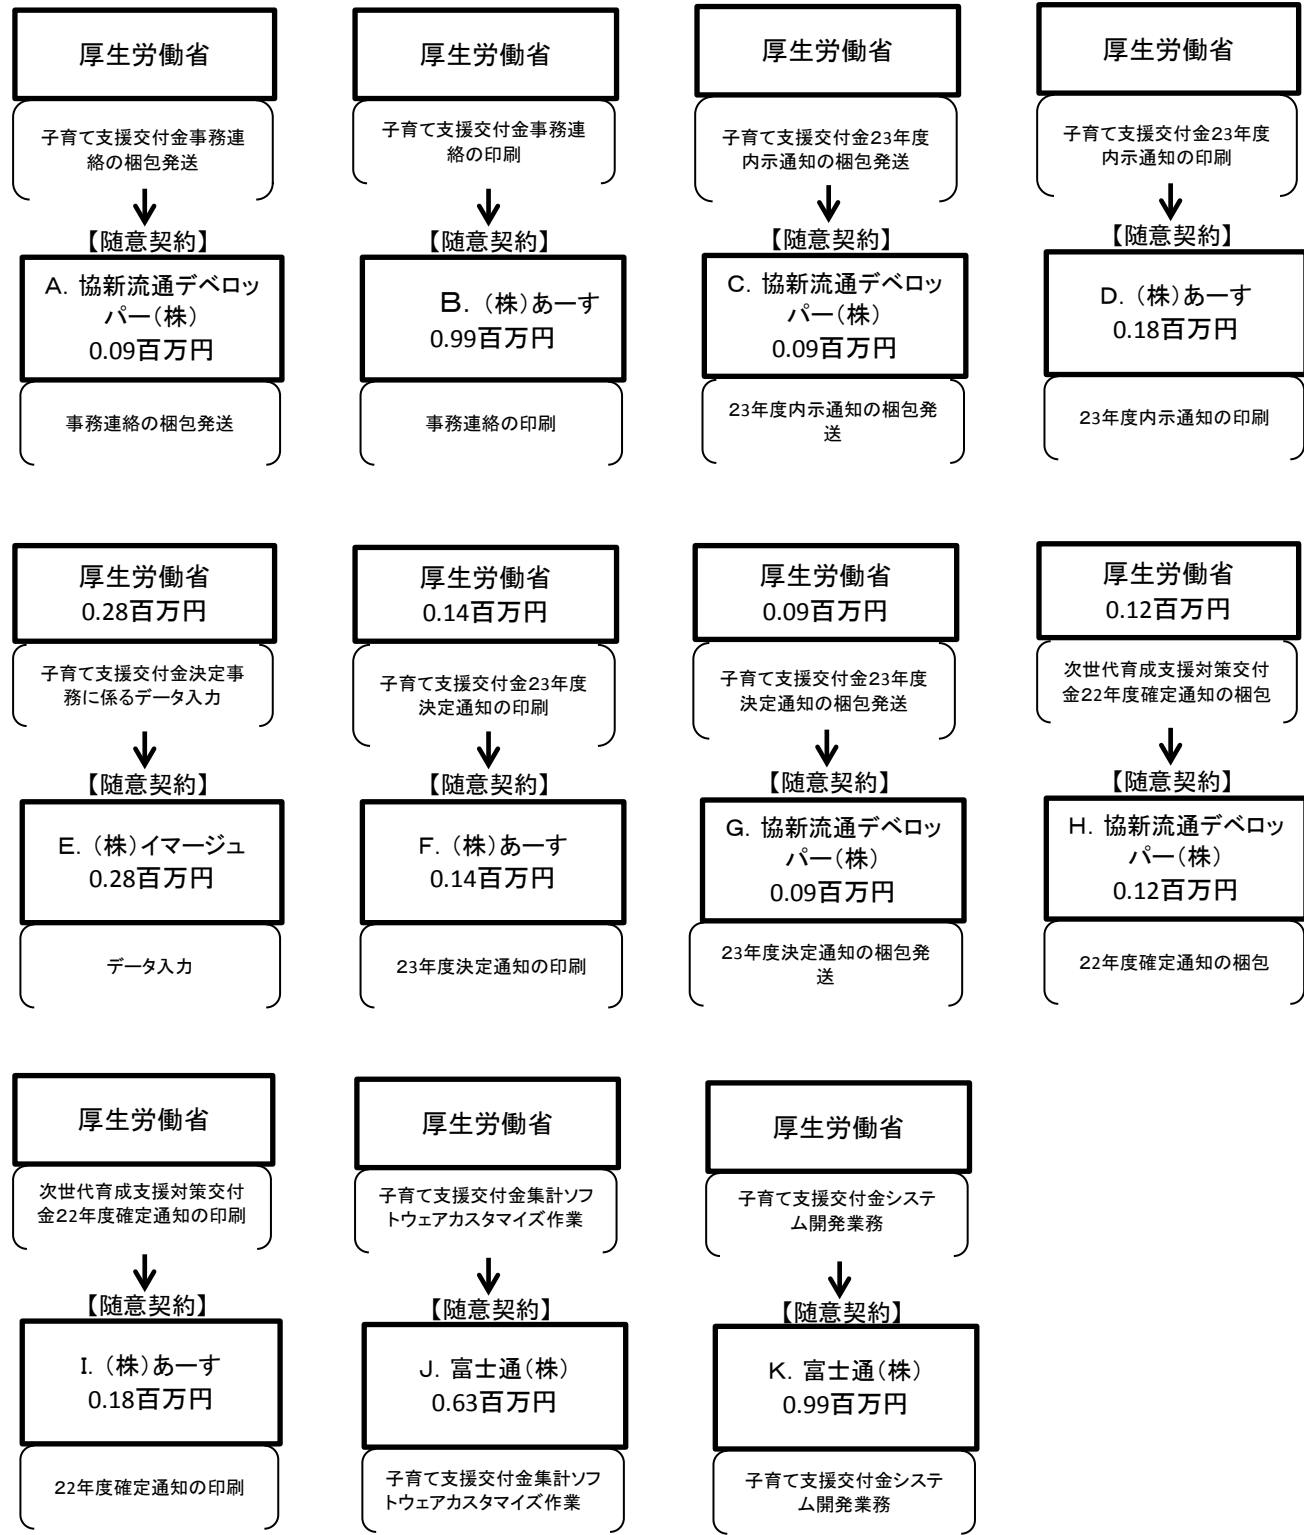 厚生労働省
子育て支援交付金事務連
絡の梱包発送
【随意契約】
A. 協新流通デベロッ
パー(株)
0.09百万円
事務連絡の梱包発送
厚生労働省
子育て支援交付金事務連
絡の印刷
【随意契約】
B. (株)あーす
0.99百万円
事務連絡の印刷
厚生労働省
子育て支援交付金23年度
内示通知の梱包発送
【随意契約】
C. 協新流通デベロッ
パー(株)
0.09百万円
23年度内示通知の梱包発
送
厚生労働省
子育て支援交付金23年度
内示通知の印刷
【随意契約】
D. (株)あーす
0.18百万円
23年度内示通知の印刷
厚生労働省
0.28百万円
子育て支援交付金決定事
務に係るデータ入力
【随意契約】
E. (株)イマージュ
0.28百万円
データ入力
厚生労働省
0.14百万円
子育て支援交付金23年度
決定通知の印刷
【随意契約】
F. (株)あーす
0.14百万円
23年度決定通知の印刷
厚生労働省
0.09百万円
子育て支援交付金23年度
決定通知の梱包発送
【随意契約】
G. 協新流通デベロッ
パー(株)
0.09百万円
23年度決定通知の梱包発
送
厚生労働省
0.12百万円
次世代育成支援対策交付
金22年度確定通知の梱包
【随意契約】
H. 協新流通デベロッ
パー(株)
0.12百万円
22年度確定通知の梱包
厚生労働省
次世代育成支援対策交付
金22年度確定通知の印刷
【随意契約】
I. (株)あーす
0.18百万円
22年度確定通知の印刷
厚生労働省
子育て支援交付金集計ソフ
トウェアカスタマイズ作業
【随意契約】
J. 富士通(株)
0.63百万円
子育て支援交付金集計ソフ
トウェアカスタマイズ作業
厚生労働省
子育て支援交付金システ
ム開発業務
【随意契約】
K. 富士通(株)
0.99百万円
子育て支援交付金システ
ム開発業務